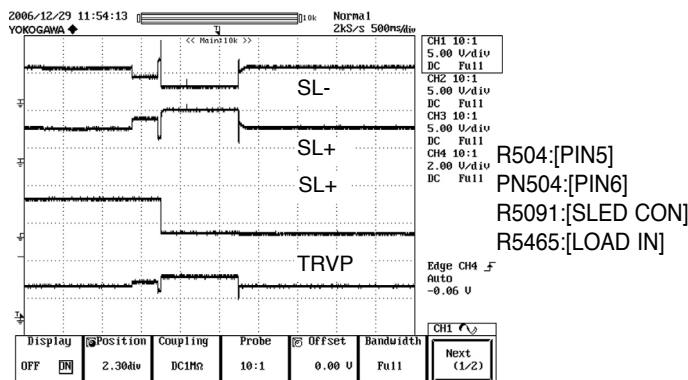 2006/12/29 11:54:13
10k
Normal
YOKOGAWA
2kS/s 500ms/div
<< Main:10k >>
CH1 10:1
5.00 V/div
DC Full
CH2 10:1
5.00 V/div
DC Full
CH3 10:1
5.00 V/div
DC Full
CH4 10:1
2.00 V/div
DC Full
SL-
SL+
SL+
TRVP
R504:[PIN5]
PN504:[PIN6]
R5091:[SLED CON]
R5465:[LOAD IN]
Edge CH4
Auto
-0.06 V
CH1
Display Position Coupling Probe Offset Bandwidth
OFF ON 2.30div DC1MΩ 10:1 0.00 V Full
Next
(1/2)